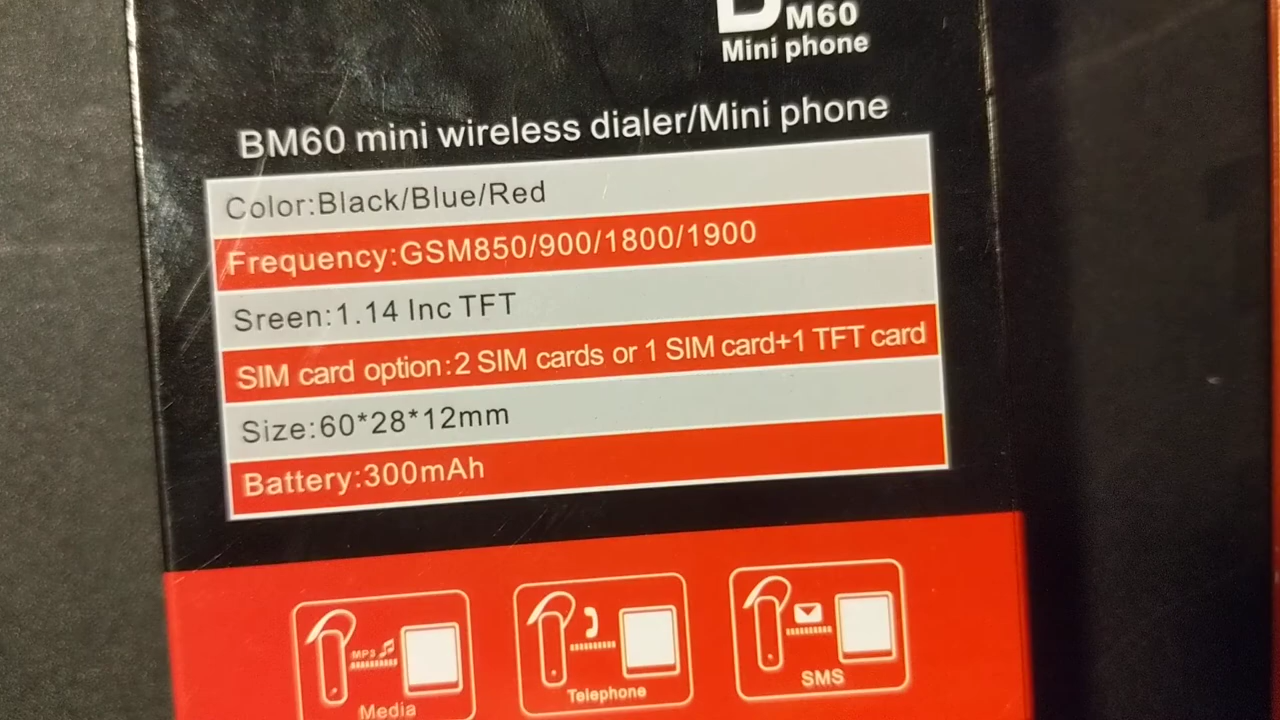 BM60
Mini phone
BM60 mini wireless dialer/Mini phone
Color:Black/Blue/Red
Frequency:GSM850/900/1800/1900
Sreen:1.14 Inc TFT
SIM card option:2 SIM cards or 1 SIM card+1 TFT card
Size:60*28*12mm
Battery:300mAh
MP3
Media
Telephone
SMS